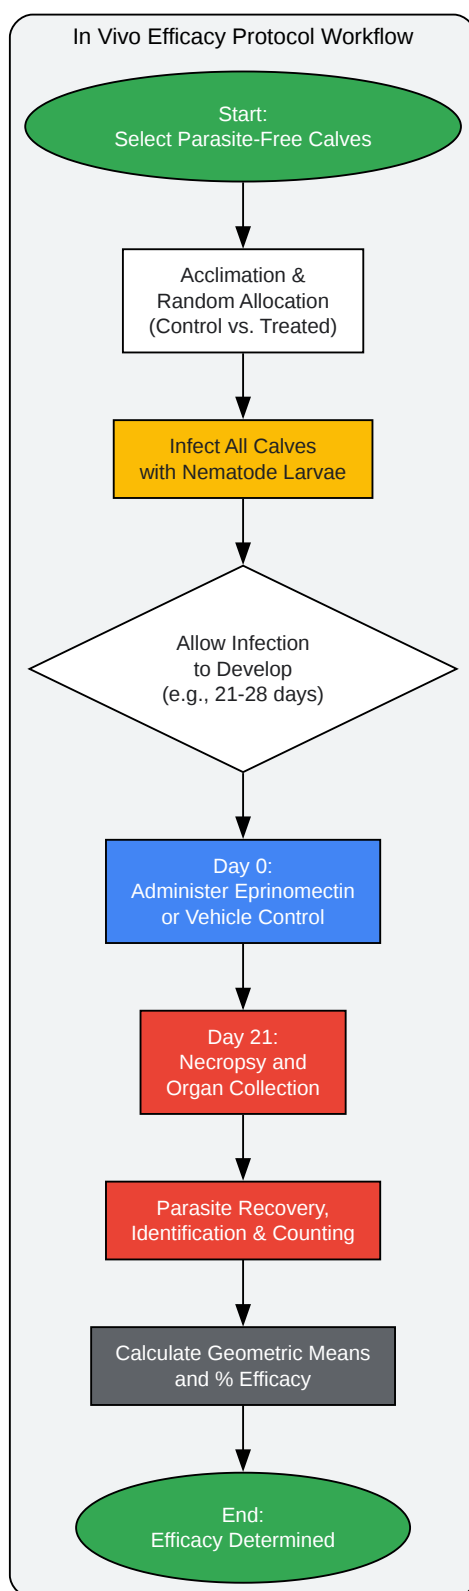 In Vivo Efficacy Protocol Workflow
Start:
Select Parasite-Free Calves
Acclimation &
Random Allocation
(Control vs. Treated)
Infect All Calves
with Nematode Larvae
Allow Infection
to Develop
(e.g., 21-28 days)
Day 0:
Administer Eprinomectin
or Vehicle Control
Day 21:
Necropsy and
Organ Collection
Parasite Recovery,
Identification & Counting
Calculate Geometric Means
and % Efficacy
End:
Efficacy Determined